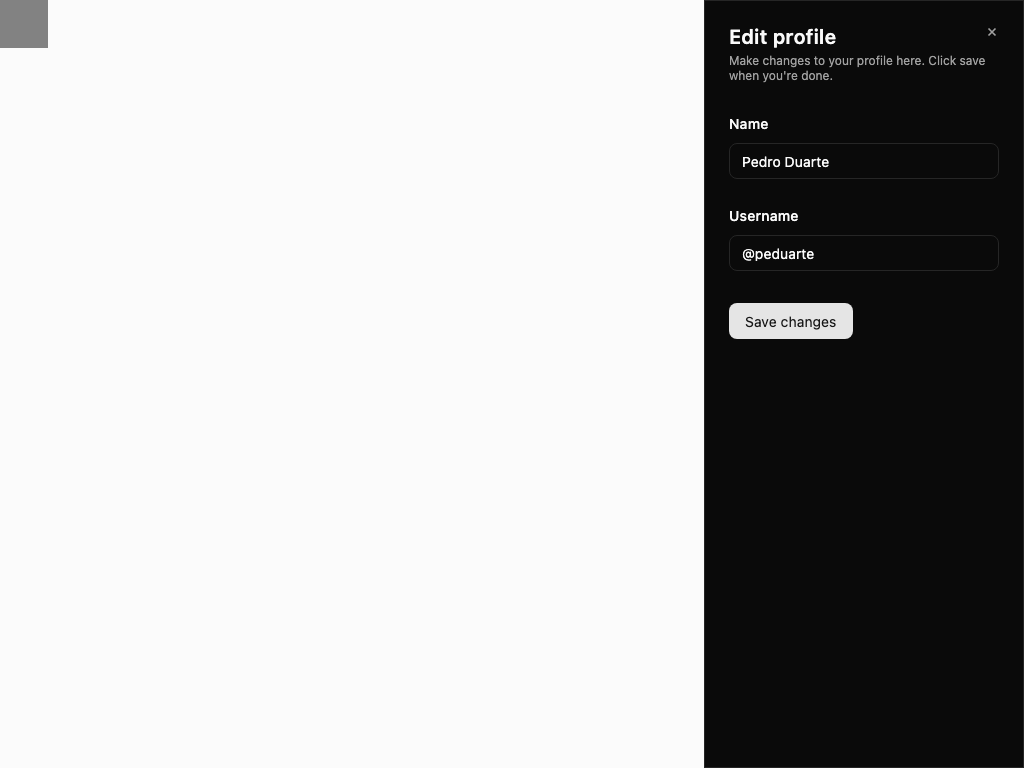 Edit profile
Make changes to your profile here. Click save
when you're done.
Name
Pedro Duarte
Username
@peduarte
Save changes